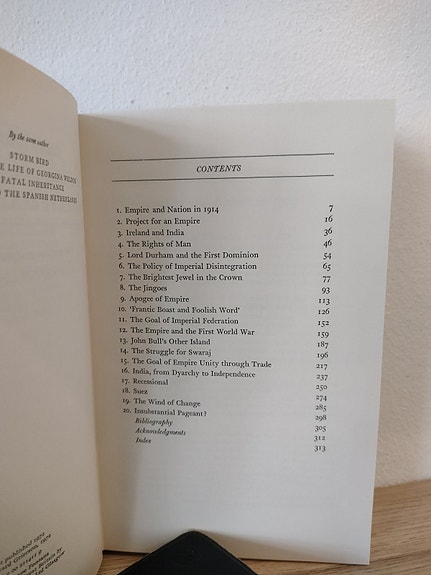 By the same author
STORM BIRD
LIFE OF GEORGINA WELDON
FATAL INHERITANCE
THE SPANISH NETHERLANDS
published 1974
CONTENTS
1. Empire and Nation in 1914 7
2. Project for an Empire 16
3. Ireland and India 36
4. The Rights of Man 46
5. Lord Durham and the First Dominion 54
6. The Policy of Imperial Disintegration 65
7. The Brightest Jewel in the Crown 77
8. The Jingoes 93
9. Apogee of Empire 113
10. 'Frantic Boast and Foolish Word' 126
11. The Goal of Imperial Federation 152
12. The Empire and the First World War 159
13. John Bull's Other Island 187
14. The Struggle for Swaraj 196
15. The Goal of Empire Unity through Trade 217
16. India, from Dyarchy to Independence 237
17. Recessional 250
18. Suez 274
19. The Wind of Change 285
20. Insubstantial Pageant? 298
Bibliography 305
Acknowledgments 312
Index 313